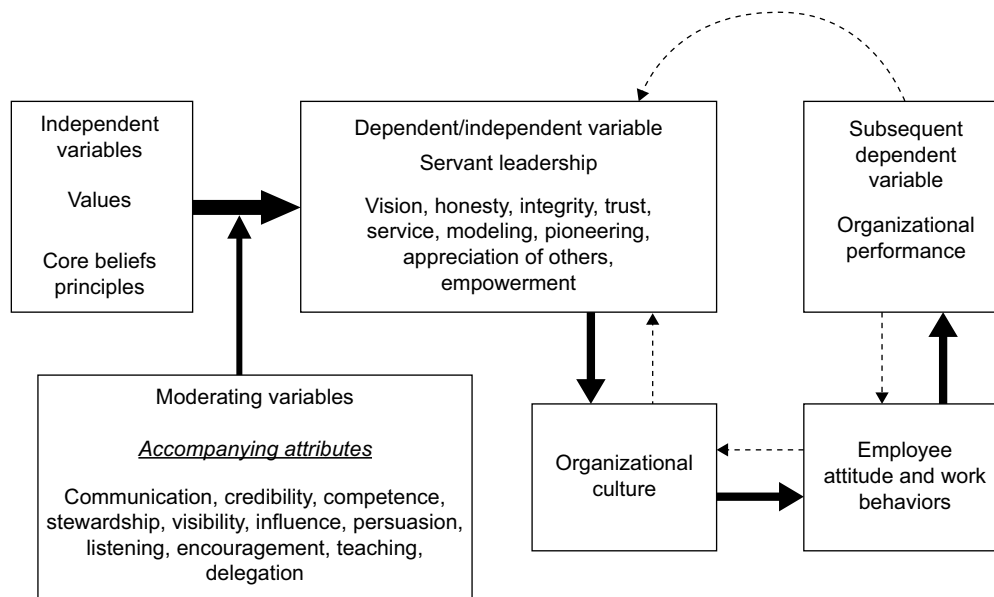 Independent
variables
Values
Core beliefs
principles
Dependent/independent variable
Servant leadership
Vision, honesty, integrity, trust,
service, modeling, pioneering,
appreciation of others,
empowerment
Subsequent
dependent
variable
Organizational
performance
Moderating variables
Accompanying attributes
Communication, credibility, competence,
stewardship, visibility, influence, persuasion,
listening, encouragement, teaching,
delegation
Organizational
culture
Employee
attitude and work
behaviors